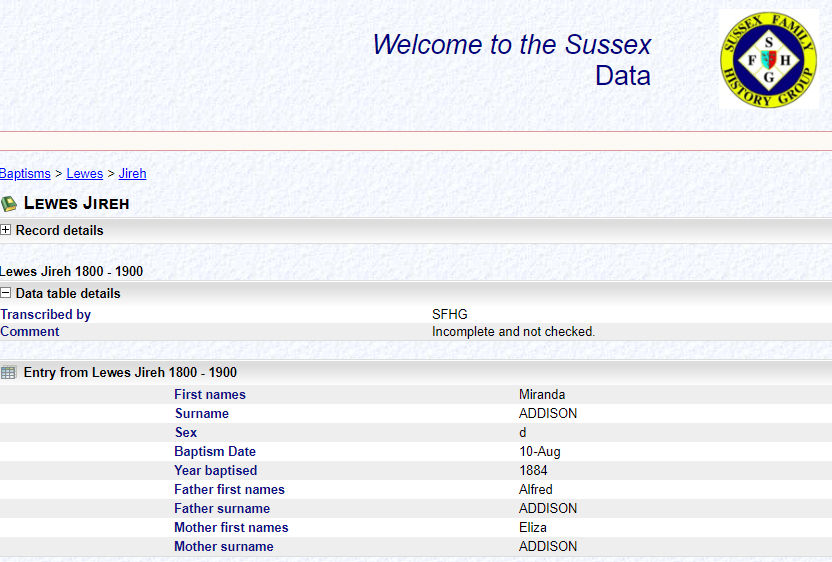 Welcome to the Sussex
Data
SUSSEX FAMILY
HISTORY GROUP
S
F H
G
Baptisms > Lewes > Jireh
LEWES JIREH
Record details
Lewes Jireh 1800 - 1900
Data table details
Transcribed by SFHG
Comment Incomplete and not checked.
Entry from Lewes Jireh 1800 - 1900
First names Miranda
Surname ADDISON
Sex d
Baptism Date 10-Aug
Year baptised 1884
Father first names Alfred
Father surname ADDISON
Mother first names Eliza
Mother surname ADDISON